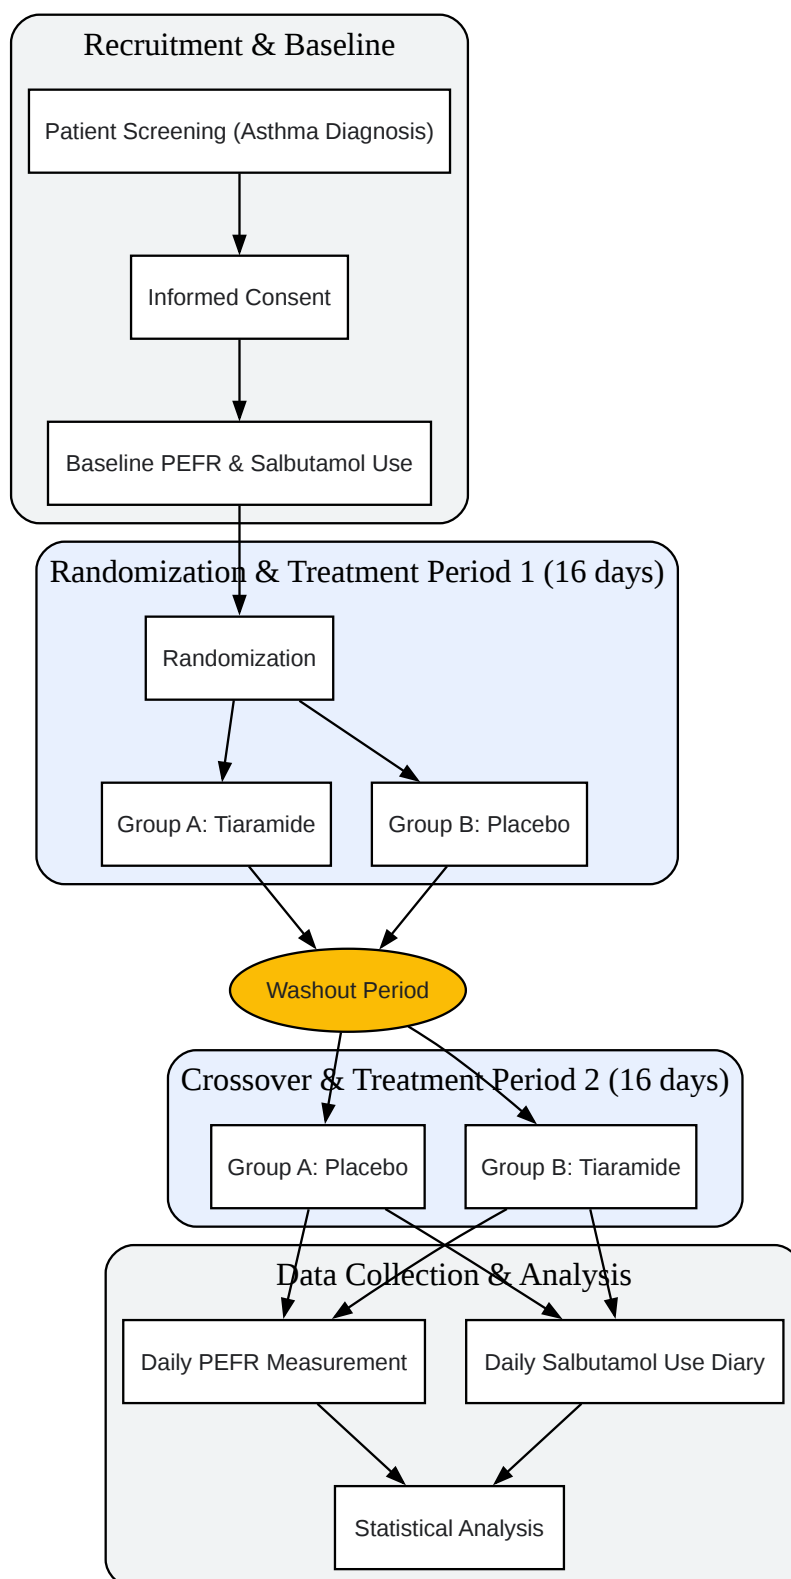 Recruitment & Baseline
Patient Screening (Asthma Diagnosis)
Informed Consent
Baseline PEFR & Salbutamol Use
Randomization & Treatment Period 1 (16 days)
Randomization
Group A: Tiaramide
Group B: Placebo
Washout Period
Crossover & Treatment Period 2 (16 days)
Group A: Placebo
Group B: Tiaramide
Data Collection & Analysis
Daily PEFR Measurement
Daily Salbutamol Use Diary
Statistical Analysis